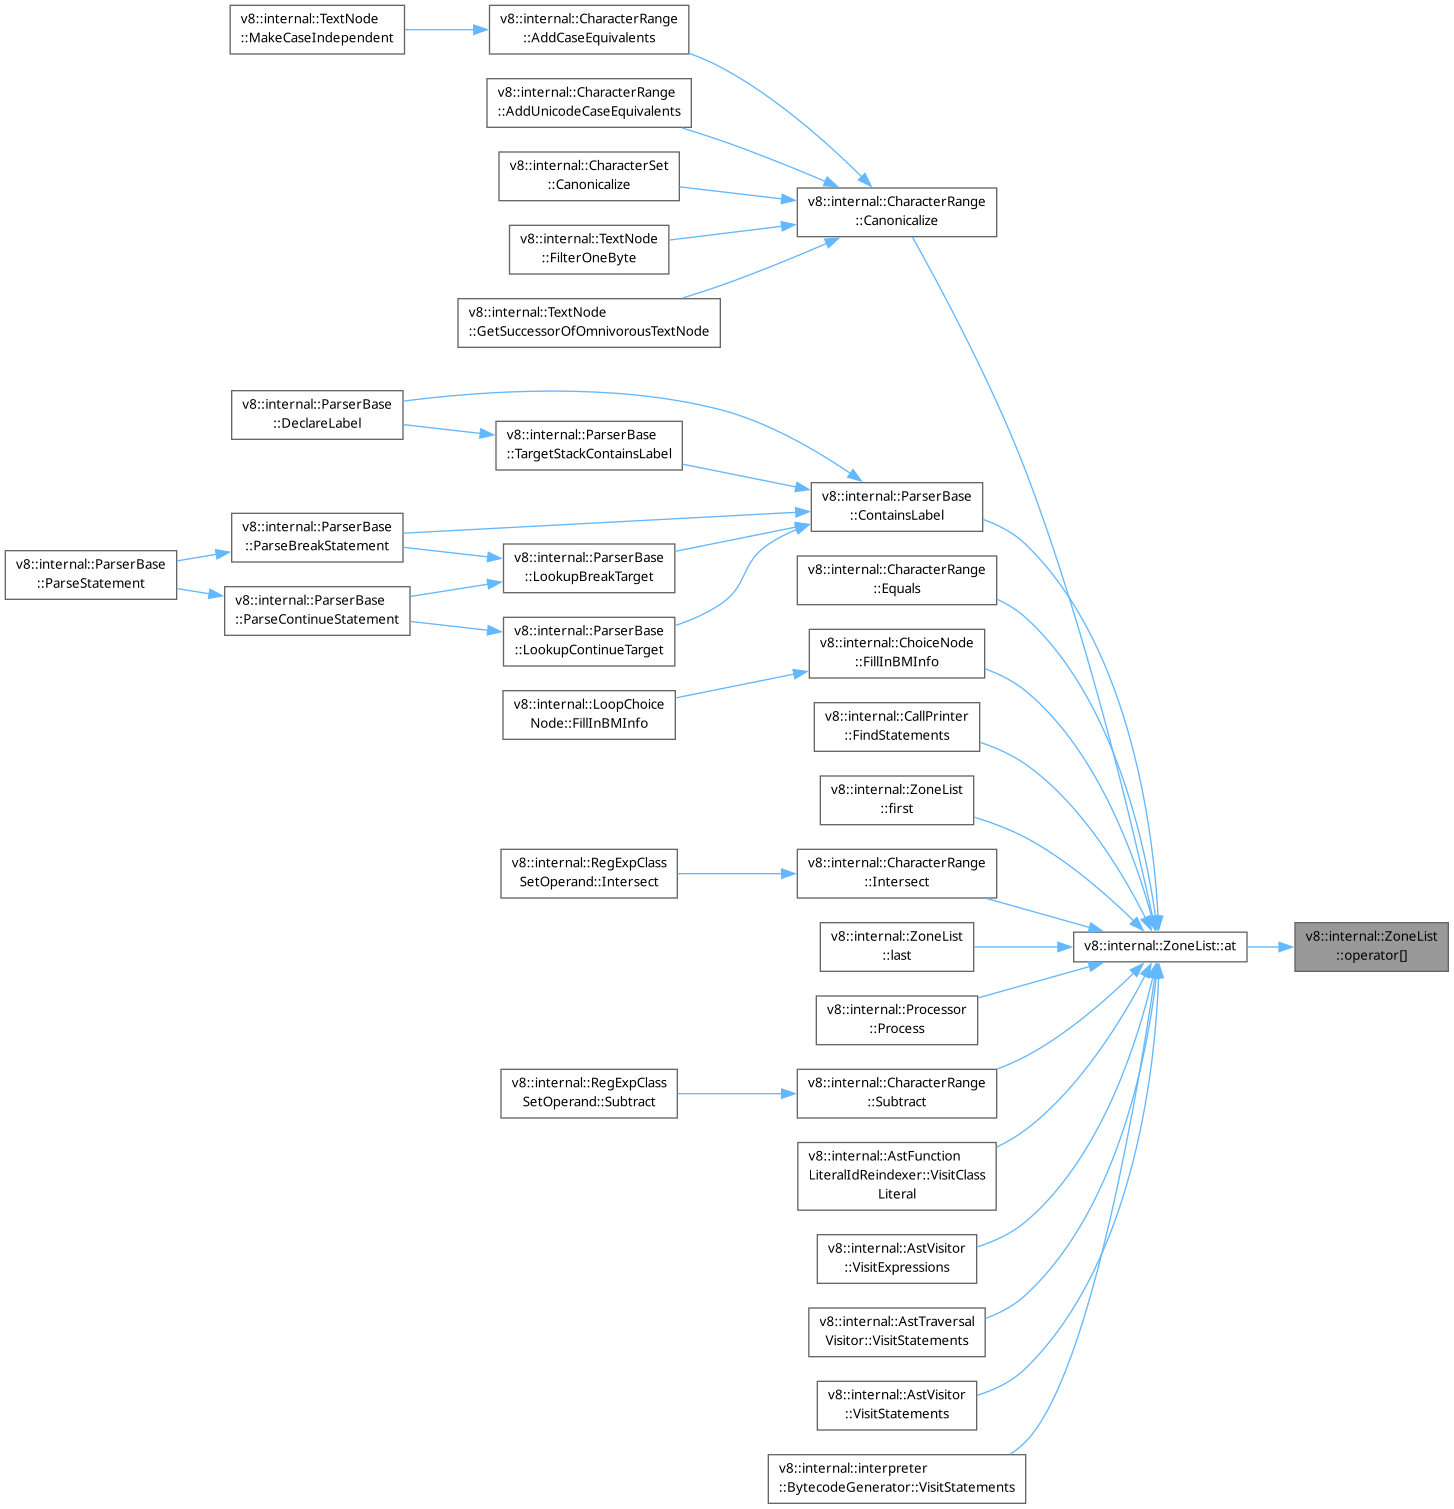 v8::internal::TextNode
::MakeCaseIndependent
v8::internal::CharacterRange
::AddCaseEquivalents
v8::internal::CharacterRange
::AddUnicodeCaseEquivalents
v8::internal::CharacterSet
::Canonicalize
v8::internal::CharacterRange
::Canonicalize
v8::internal::TextNode
::FilterOneByte
v8::internal::TextNode
::GetSuccessorOfOmnivorousTextNode
v8::internal::ParserBase
::DeclareLabel
v8::internal::ParserBase
::TargetStackContainsLabel
v8::internal::ParserBase
::ContainsLabel
v8::internal::ParserBase
::ParseBreakStatement
v8::internal::ParserBase
::LookupBreakTarget
v8::internal::ParserBase
::ParseStatement
v8::internal::CharacterRange
::Equals
v8::internal::ParserBase
::ParseContinueStatement
v8::internal::ParserBase
::LookupContinueTarget
v8::internal::ChoiceNode
::FillInBMInfo
v8::internal::LoopChoice
Node::FillInBMInfo
v8::internal::CallPrinter
::FindStatements
v8::internal::ZoneList
::first
v8::internal::RegExpClass
SetOperand::Intersect
v8::internal::CharacterRange
::Intersect
v8::internal::ZoneList
::last
v8::internal::ZoneList::at
v8::internal::ZoneList
::operator[]
v8::internal::Processor
::Process
v8::internal::RegExpClass
SetOperand::Subtract
v8::internal::CharacterRange
::Subtract
v8::internal::AstFunction
LiteralIdReindexer::VisitClass
Literal
v8::internal::AstVisitor
::VisitExpressions
v8::internal::AstTraversal
Visitor::VisitStatements
v8::internal::AstVisitor
::VisitStatements
v8::internal::interpreter
::BytecodeGenerator::VisitStatements